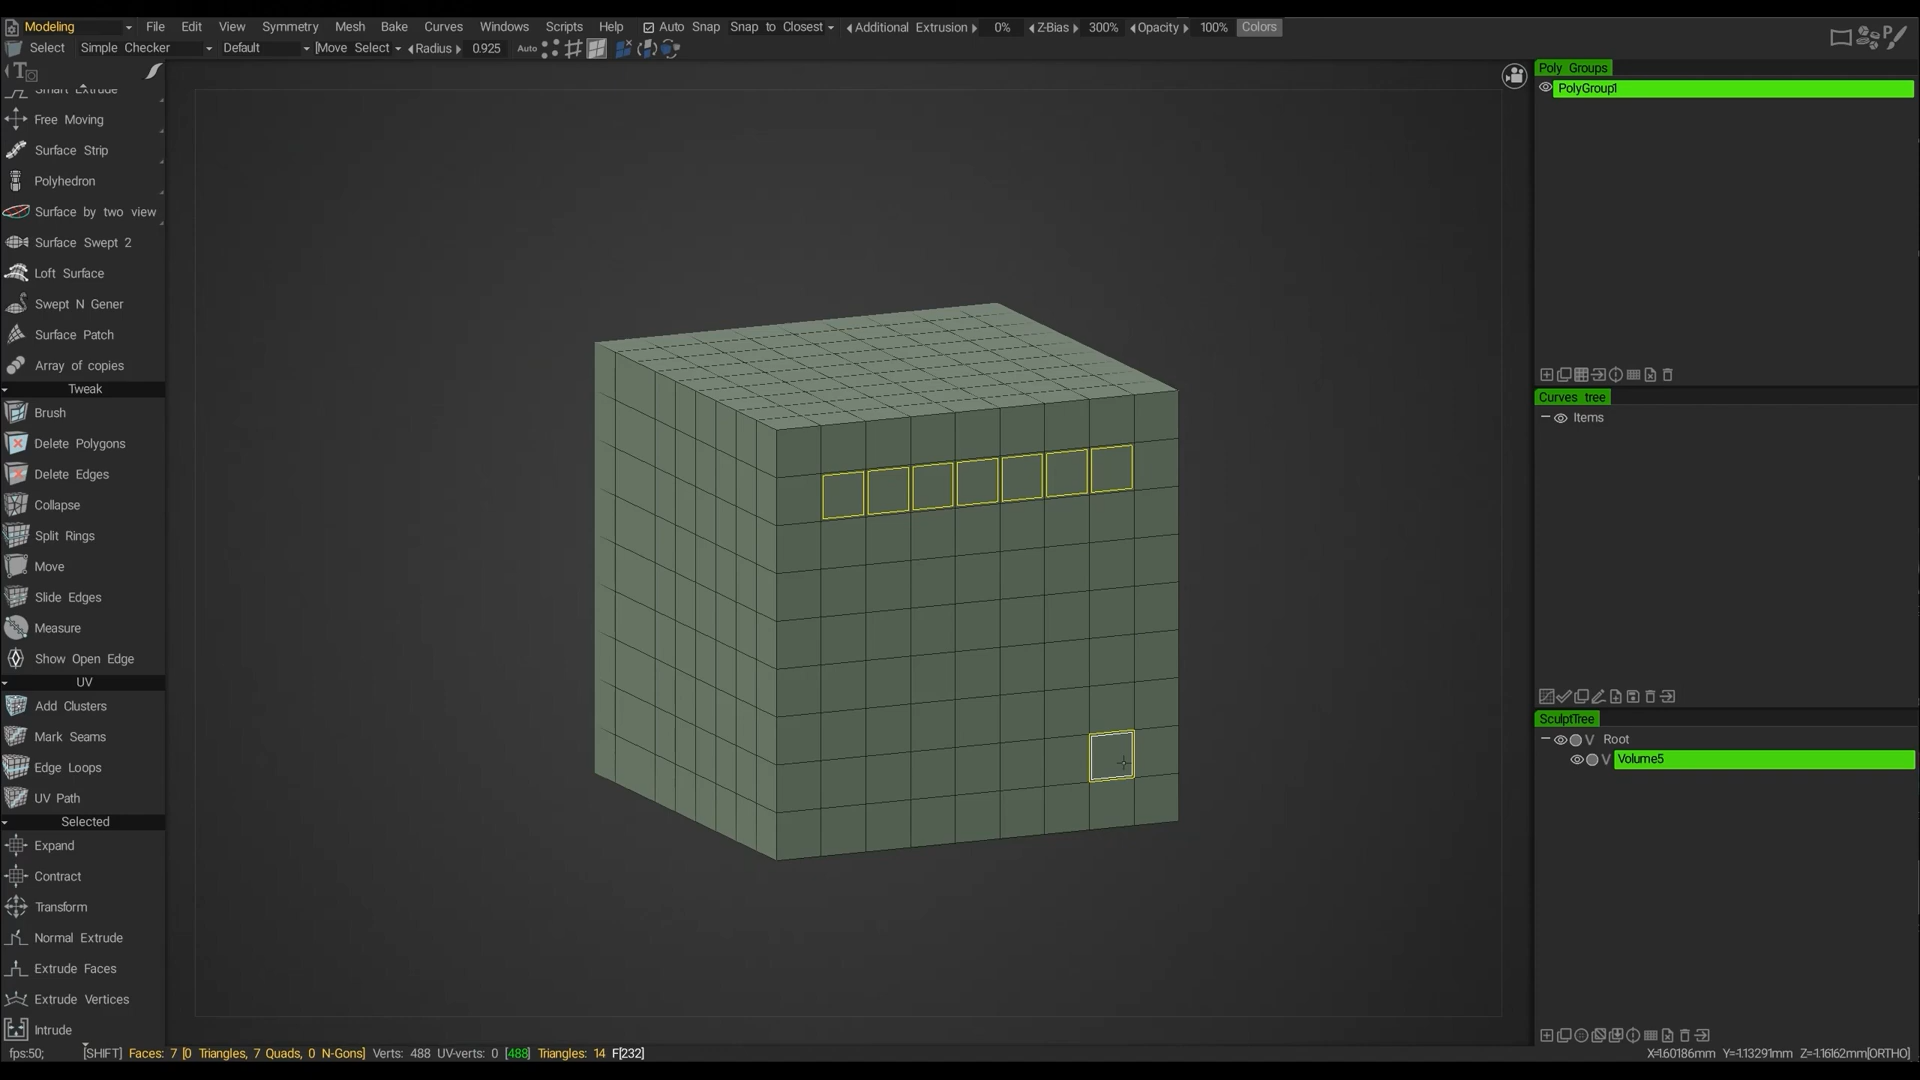 Modeling File Edit View Symmetry Mesh Bake Curves Windows Scripts Help Auto Snap Snap to Closest Additional Extrusion 0% Z-Bias 300% Opacity 100% Colors
Select Simple Checker Default [Move Select Radius 0.925 Auto
Smart Extrude
Free Moving
Surface Strip
Polyhedron
Surface by two view
Surface Swept 2
Loft Surface
Swept N Gener
Surface Patch
Array of copies
Tweak
Brush
Delete Polygons
Delete Edges
Collapse
Split Rings
Move
Slide Edges
Measure
Show Open Edge
UV
Add Clusters
Mark Seams
Edge Loops
UV Path
Selected
Expand
Contract
Transform
Normal Extrude
Extrude Faces
Extrude Vertices
Intrude
Poly Groups
PolyGroup1
Curves tree
Items
SculptTree
V Root
V Volume5
fps:50; [SHIFT] Faces: 7 [0 Triangles, 7 Quads, 0 N-Gons] Verts: 488 UV-verts: 0 [488] Triangles: 14 F[232] X=1.60186mm Y=-1.13291mm Z=-1.16162mm[ORTHO]